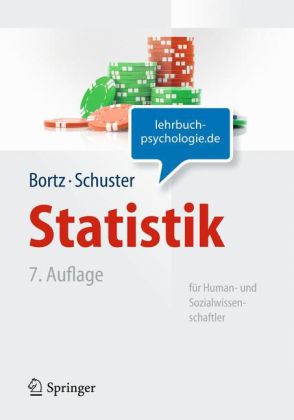 lehrbuch-
psychologie.de
Bortz · Schuster
Statistik
7. Auflage
für Human- und
Sozialwissen-
schaftler
Springer